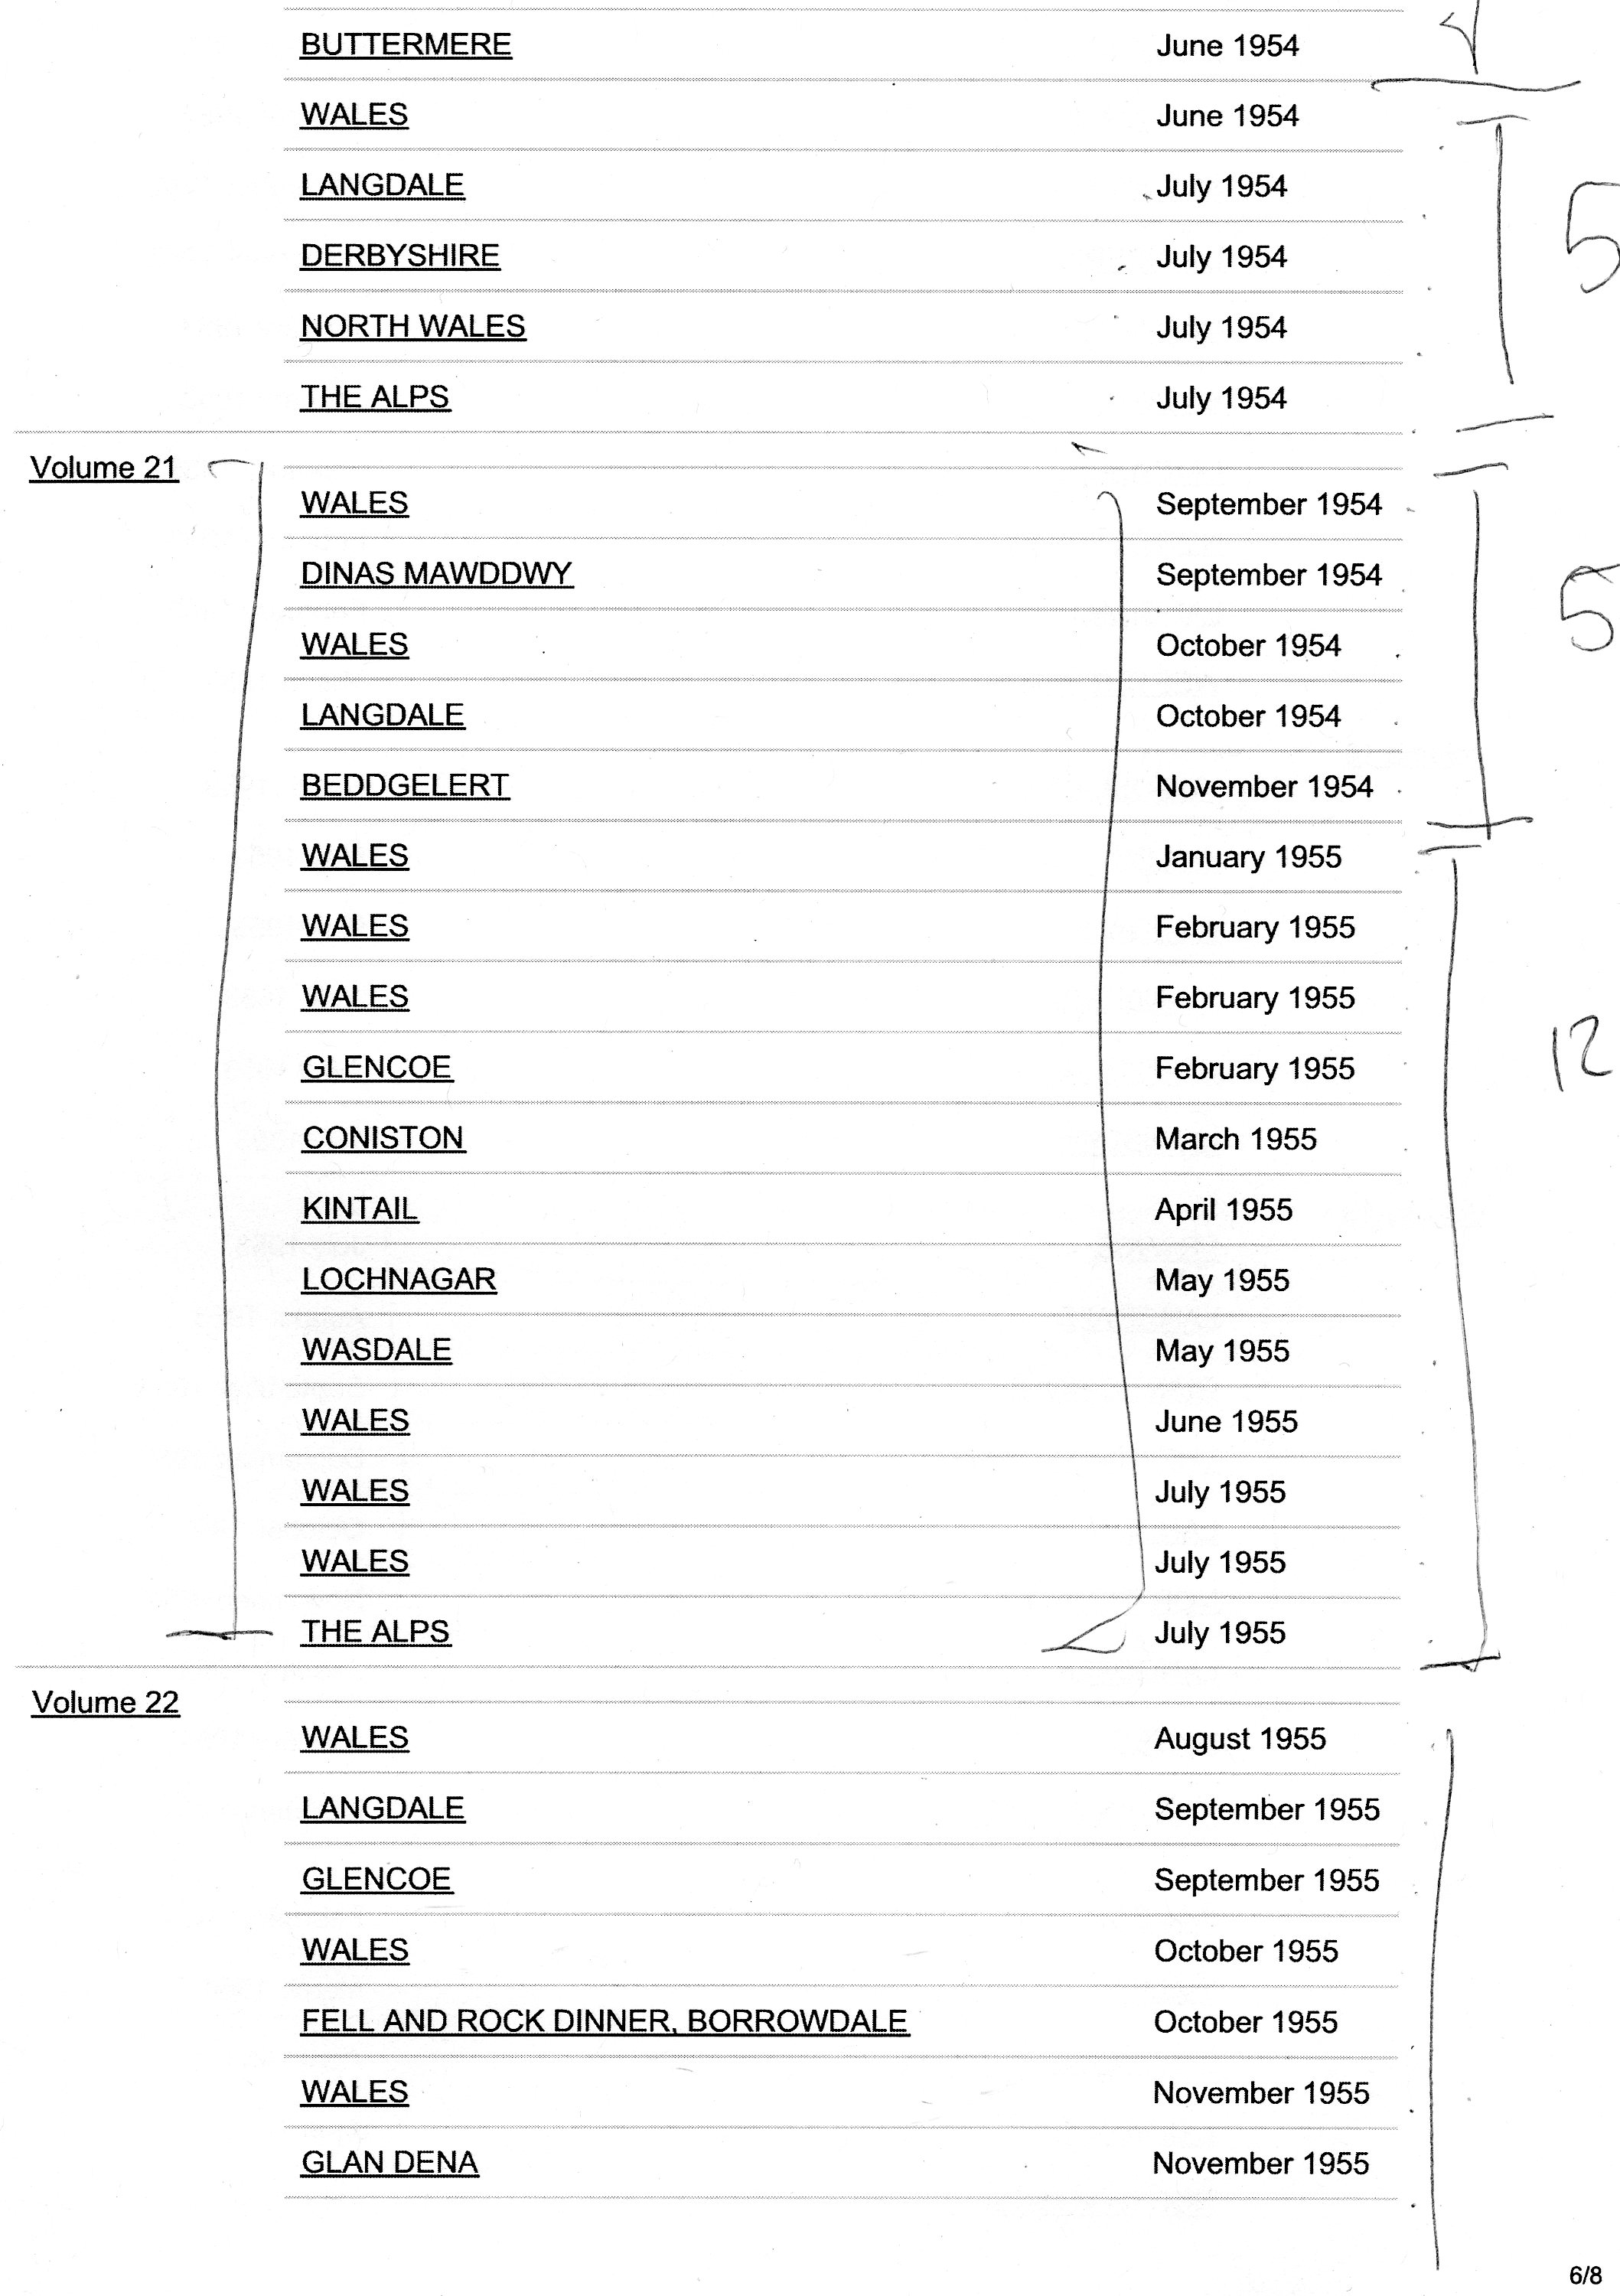 BUTTERMERE June 1954
WALES June 1954
LANGDALE July 1954
5
DERBYSHIRE July 1954
NORTH WALES July 1954
THE ALPS July 1954
Volume 21
WALES September 1954
DINAS MAWDDWY September 1954
5
WALES October 1954
LANGDALE October 1954
BEDDGELERT November 1954
WALES January 1955
WALES February 1955
WALES February 1955
12
GLENCOE February 1955
CONISTON March 1955
KINTAIL April 1955
LOCHNAGAR May 1955
WASDALE May 1955
WALES June 1955
WALES July 1955
WALES July 1955
THE ALPS July 1955
Volume 22
WALES August 1955
LANGDALE September 1955
GLENCOE September 1955
WALES October 1955
FELL AND ROCK DINNER, BORROWDALE October 1955
WALES November 1955
GLAN DENA November 1955
6/8